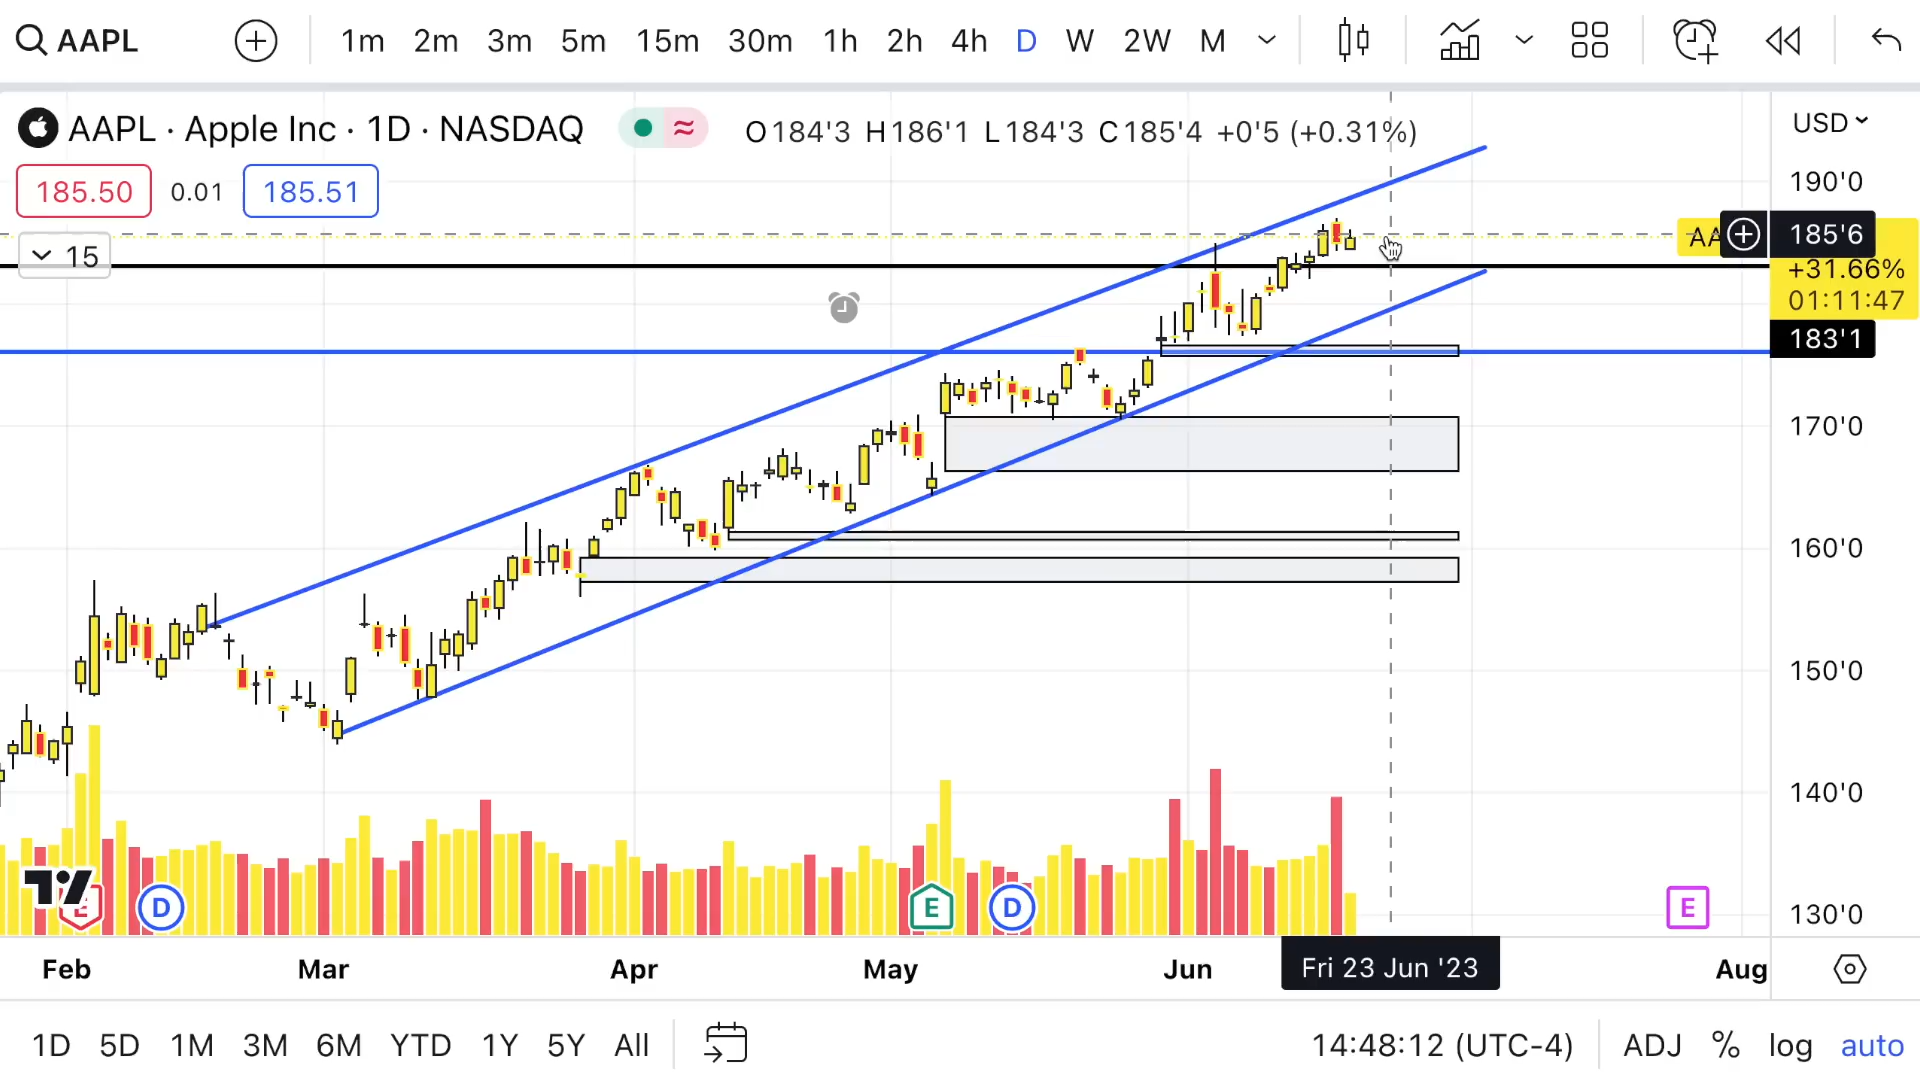 AAPL 1m 2m 3m 5m 15m 30m 1h 2h 4h D W 2W M
AAPL · Apple Inc · 1D · NASDAQ O184'3 H186'1 L184'3 C185'4 +0'5 (+0.31%)
USD
185.50 0.01 185.51
190'0
15
AA
185'6
+31.66%
01:11:47
183'1
170'0
160'0
150'0
140'0
130'0
E D E D E
Feb Mar Apr May Jun Fri 23 Jun '23 Aug
1D 5D 1M 3M 6M YTD 1Y 5Y All 14:48:12 (UTC-4) ADJ % log auto